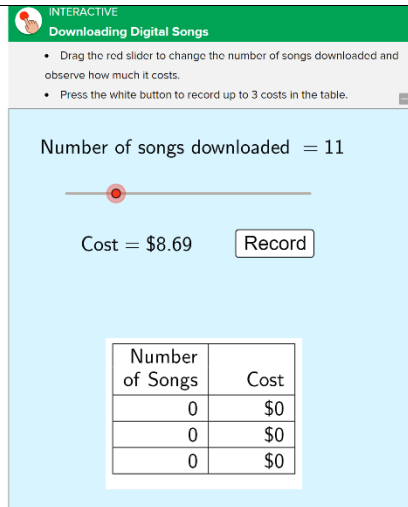 INTERACTIVE
Downloading Digital Songs
• Drag the red slider to change the number of songs downloaded and
observe how much it costs.
• Press the white button to record up to 3 costs in the table.
Number of songs downloaded = 11
Cost = $8.69
Record
Number
of Songs Cost
0 $0
0 $0
0 $0